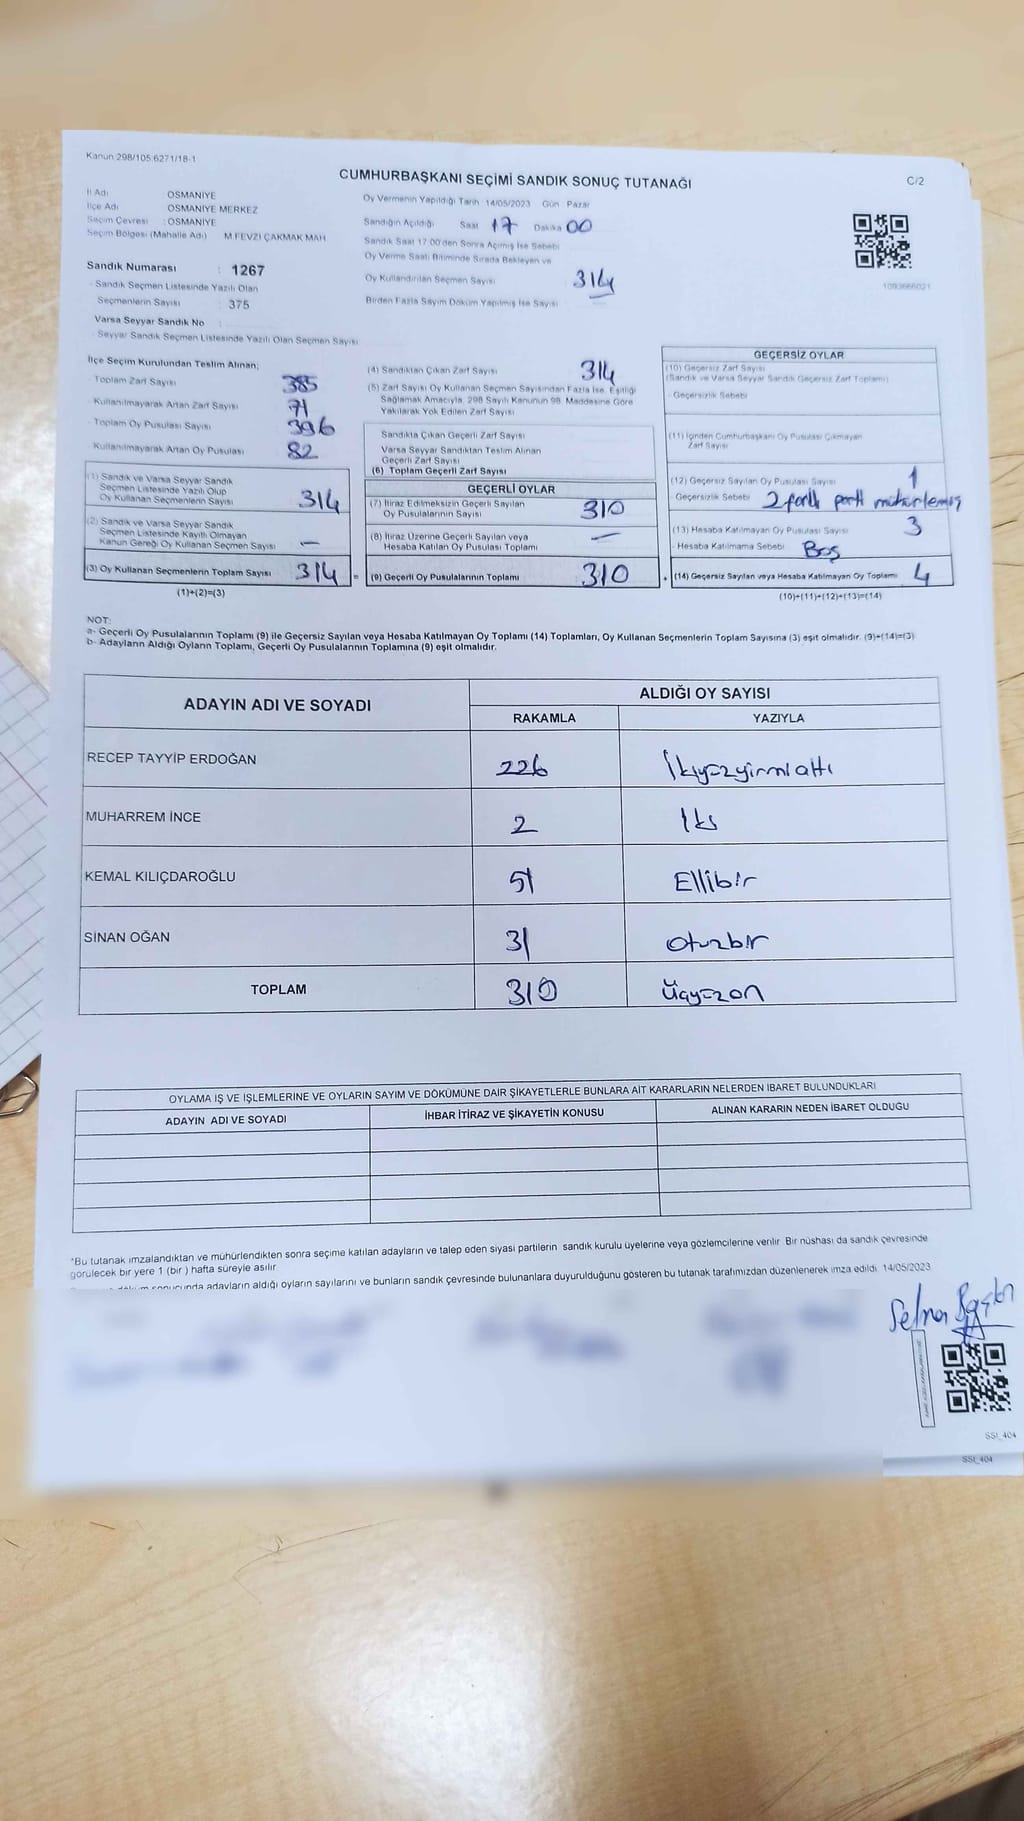 Kanun 298/105 6271/18-1
CUMHURBAŞKANI SEÇİMİ SANDIK SONUÇ TUTANAĞI
C/2
İl Adı OSMANİYE
İlçe Adı OSMANİYE MERKEZ
Seçim Çevresi : OSMANİYE
Seçim Bölgesi (Mahalle Adı) M.FEVZİ ÇAKMAK MAH
Sandık Numarası : 1267
Sandık Seçmen Listesinde Yazılı Olan
Seçmenlerin Sayısı : 375
Varsa Seyyar Sandık No
Seyyar Sandık Seçmen Listesinde Yazılı Olan Seçmen Sayısı
Oy Vermenin Yapıldığı Tarih 14/05/2023 Gün Pazar
Sandığın Açıldığı Saat 17 Dakika 00
Sandık Saat 17.00'den Sonra Açılmış İse Sebebi
Oy Verme Saati Bitiminde Sırada Bekleyen ve
Oy Kullandırılan Seçmen Sayısı 314
Birden Fazla Sayım Döküm Yapılmış İse Sayısı
1093966021
İlçe Seçim Kurulundan Teslim Alınan;
Toplam Zarf Sayısı 385
Kullanılmayarak Artan Zarf Sayısı 71
Toplam Oy Pusulası Sayısı 396
Kullanılmayarak Artan Oy Pusulası 82
(1) Sandık ve Varsa Seyyar Sandık
Seçmen Listesinde Yazılı Olup
Oy Kullanan Seçmenlerin Sayısı 314
(2) Sandık ve Varsa Seyyar Sandık
Seçmen Listesinde Kayıtlı Olmayan
Kanun Gereği Oy Kullanan Seçmen Sayısı –
(3) Oy Kullanan Seçmenlerin Toplam Sayısı 314 =
(1)+(2)=(3)
(4) Sandıktan Çıkan Zarf Sayısı 314
(5) Zarf Sayısı Oy Kullanan Seçmen Sayısından Fazla İse, Eşitliği
Sağlamak Amacıyla, 298 Sayılı Kanunun 98. Maddesine Göre
Yakılarak Yok Edilen Zarf Sayısı
Sandıkta Çıkan Geçerli Zarf Sayısı
Varsa Seyyar Sandıktan Teslim Alınan
Geçerli Zarf Sayısı
(6) Toplam Geçerli Zarf Sayısı
GEÇERLİ OYLAR
(7) İtiraz Edilmeksizin Geçerli Sayılan
Oy Pusulalarının Sayısı 310
(8) İtiraz Üzerine Geçerli Sayılan veya
Hesaba Katılan Oy Pusulası Toplamı –
(9) Geçerli Oy Pusulalarının Toplamı 310 +
GEÇERSİZ OYLAR
(10) Geçersiz Zarf Sayısı
(Sandık ve Varsa Seyyar Sandık Geçersiz Zarf Toplamı)
- Geçersizlik Sebebi
(11) İçinden Cumhurbaşkanı Oy Pusulası Çıkmayan
Zarf Sayısı
(12) Geçersiz Sayılan Oy Pusulası Sayısı 1
- Geçersizlik Sebebi 2 farklı parti mühürlemiş
(13) Hesaba Katılmayan Oy Pusulası Sayısı 3
- Hesaba Katılmama Sebebi Boş
(14) Geçersiz Sayılan veya Hesaba Katılmayan Oy Toplamı 4
(10)+(11)+(12)+(13)=(14)
NOT:
a- Geçerli Oy Pusulalarının Toplamı (9) ile Geçersiz Sayılan veya Hesaba Katılmayan Oy Toplamı (14) Toplamları, Oy Kullanan Seçmenlerin Toplam Sayısına (3) eşit olmalıdır. (9)+(14)=(3)
b- Adayların Aldığı Oyların Toplamı, Geçerli Oy Pusulalarının Toplamına (9) eşit olmalıdır.
ADAYIN ADI VE SOYADI ALDIĞI OY SAYISI
RAKAMLA YAZIYLA
RECEP TAYYİP ERDOĞAN 226 İkiyüzyirmialtı
MUHARREM İNCE 2 İki
KEMAL KILIÇDAROĞLU 51 Ellibir
SİNAN OĞAN 31 otuzbir
TOPLAM 310 Üçyüzon
OYLAMA İŞ VE İŞLEMLERİNE VE OYLARIN SAYIM VE DÖKÜMÜNE DAİR ŞİKAYETLERLE BUNLARA AİT KARARLARIN NELERDEN İBARET BULUNDUKLARI
ADAYIN ADI VE SOYADI İHBAR İTİRAZ VE ŞİKAYETİN KONUSU ALINAN KARARIN NEDEN İBARET OLDUĞU
*Bu tutanak imzalandıktan ve mühürlendikten sonra seçime katılan adayların ve talep eden siyasi partilerin sandık kurulu üyelerine veya gözlemcilerine verilir. Bir nüshası da sandık çevresinde
görülecek bir yere 1 (bir) hafta süreyle asılır.
sonucunda adayların aldığı oyların sayılarını ve bunların sandık çevresinde bulunanlara duyurulduğunu gösteren bu tutanak tarafımızdan düzenlenerek imza edildi. 14/05/2023
SSI_404
SSI_404